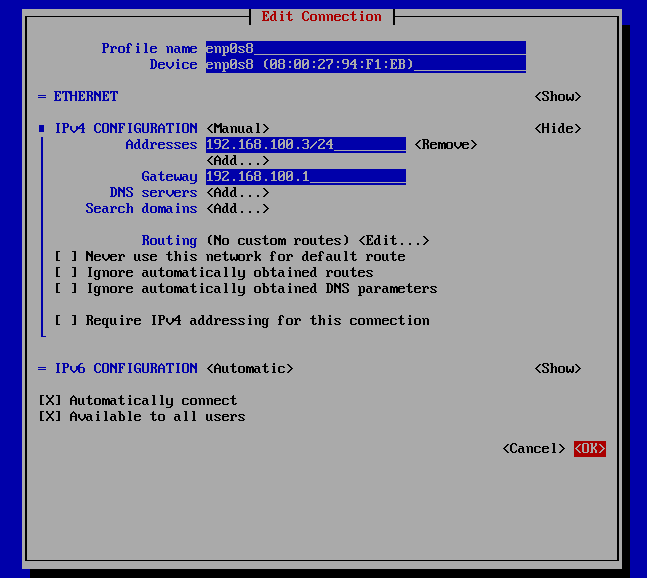 Edit Connection
Profile name enp0s8
Device enp0s8 (08:00:27:94:F1:EB)
= ETHERNET <Show>
IPv4 CONFIGURATION <Manual> <Hide>
Addresses 192.168.100.3/24 <Remove>
<Add...>
Gateway 192.168.100.1
DNS servers <Add...>
Search domains <Add...>
Routing (No custom routes) <Edit...>
[ ] Never use this network for default route
[ ] Ignore automatically obtained routes
[ ] Ignore automatically obtained DNS parameters
[ ] Require IPv4 addressing for this connection
= IPv6 CONFIGURATION <Automatic> <Show>
[X] Automatically connect
[X] Available to all users
<Cancel> <OK>